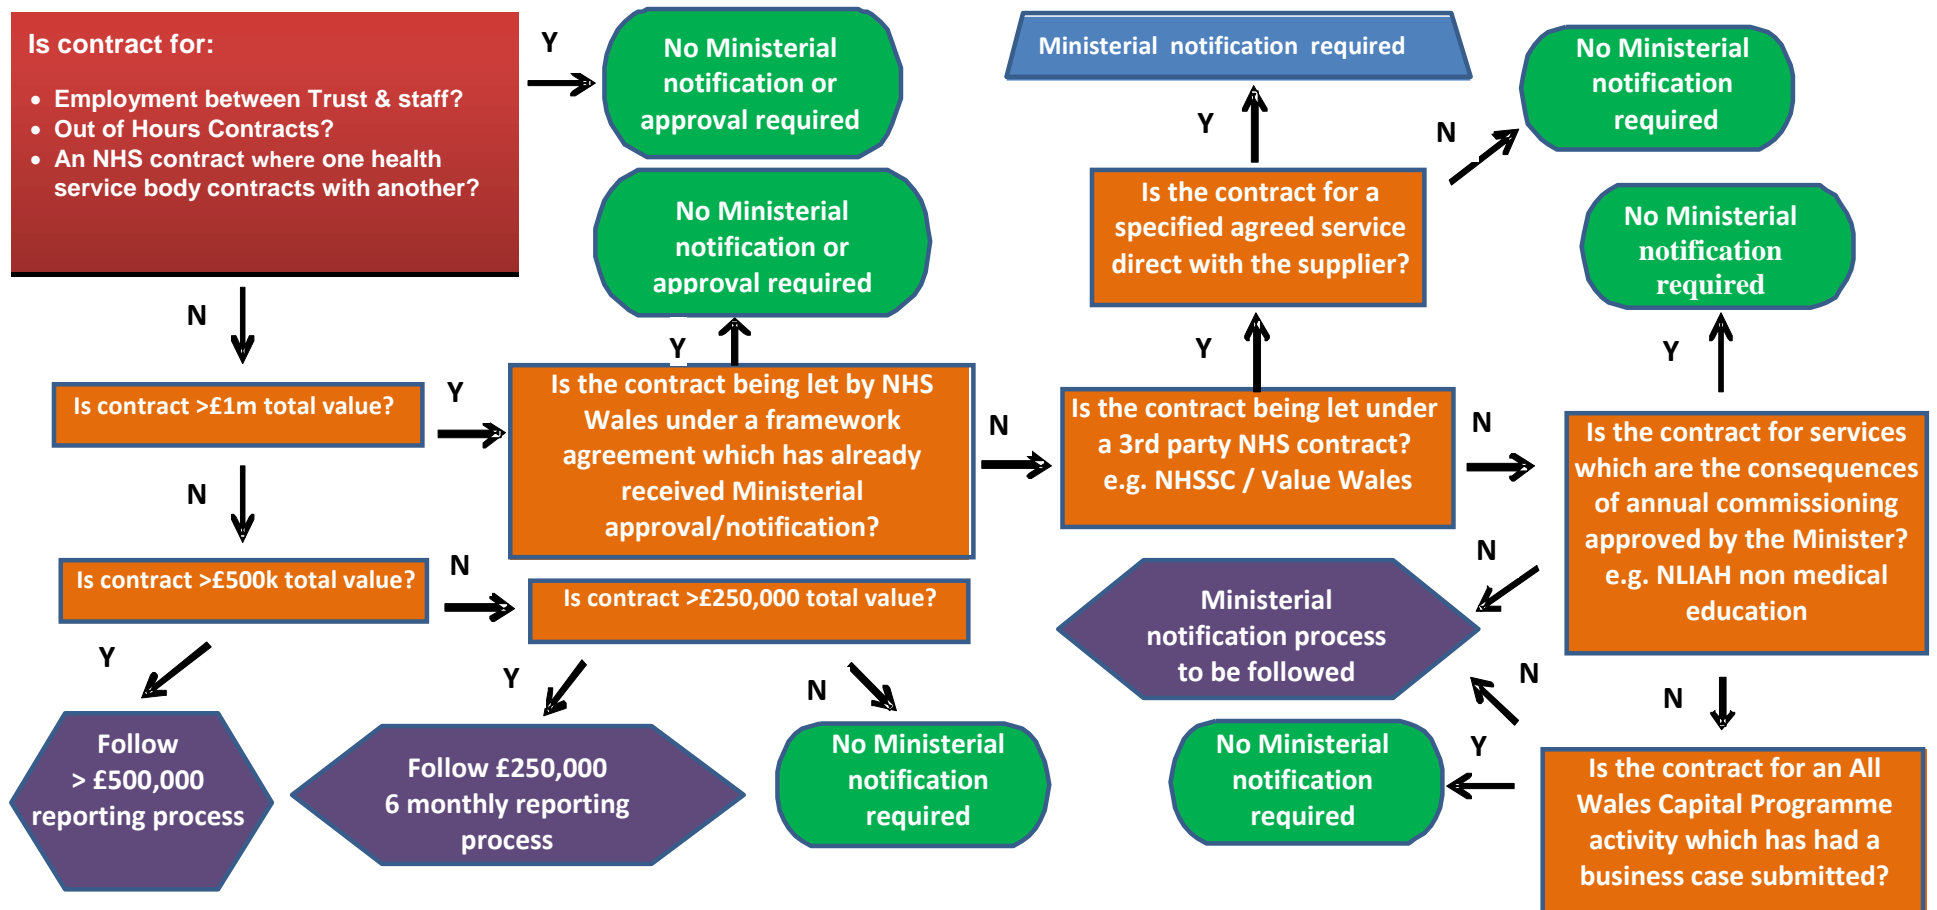 Is contract for:
• Employment between Trust & staff?
• Out of Hours Contracts?
• An NHS contract where one health
service body contracts with another?
Y
No Ministerial
notification or
approval required
N
No Ministerial
notification or
approval required
Y
Is contract >£1m total value?
Y
Is the contract being let by NHS
Wales under a framework
agreement which has already
received Ministerial
approval/notification?
N
N
Is contract >£500k total value?
N
Is contract >£250,000 total value?
Y
Follow
> £500,000
reporting process
Y
Follow £250,000
6 monthly reporting
process
N
No Ministerial
notification
required
Ministerial notification required
Y
Is the contract for a
specified agreed service
direct with the supplier?
N
No Ministerial
notification
required
Y
Is the contract being let under
a 3rd party NHS contract?
e.g. NHSSC / Value Wales
N
No Ministerial
notification
required
Y
Is the contract for services
which are the consequences
of annual commissioning
approved by the Minister?
e.g. NLIAH non medical
education
N
Ministerial
notification process
to be followed
N
N
Y
No Ministerial
notification
required
Is the contract for an All
Wales Capital Programme
activity which has had a
business case submitted?